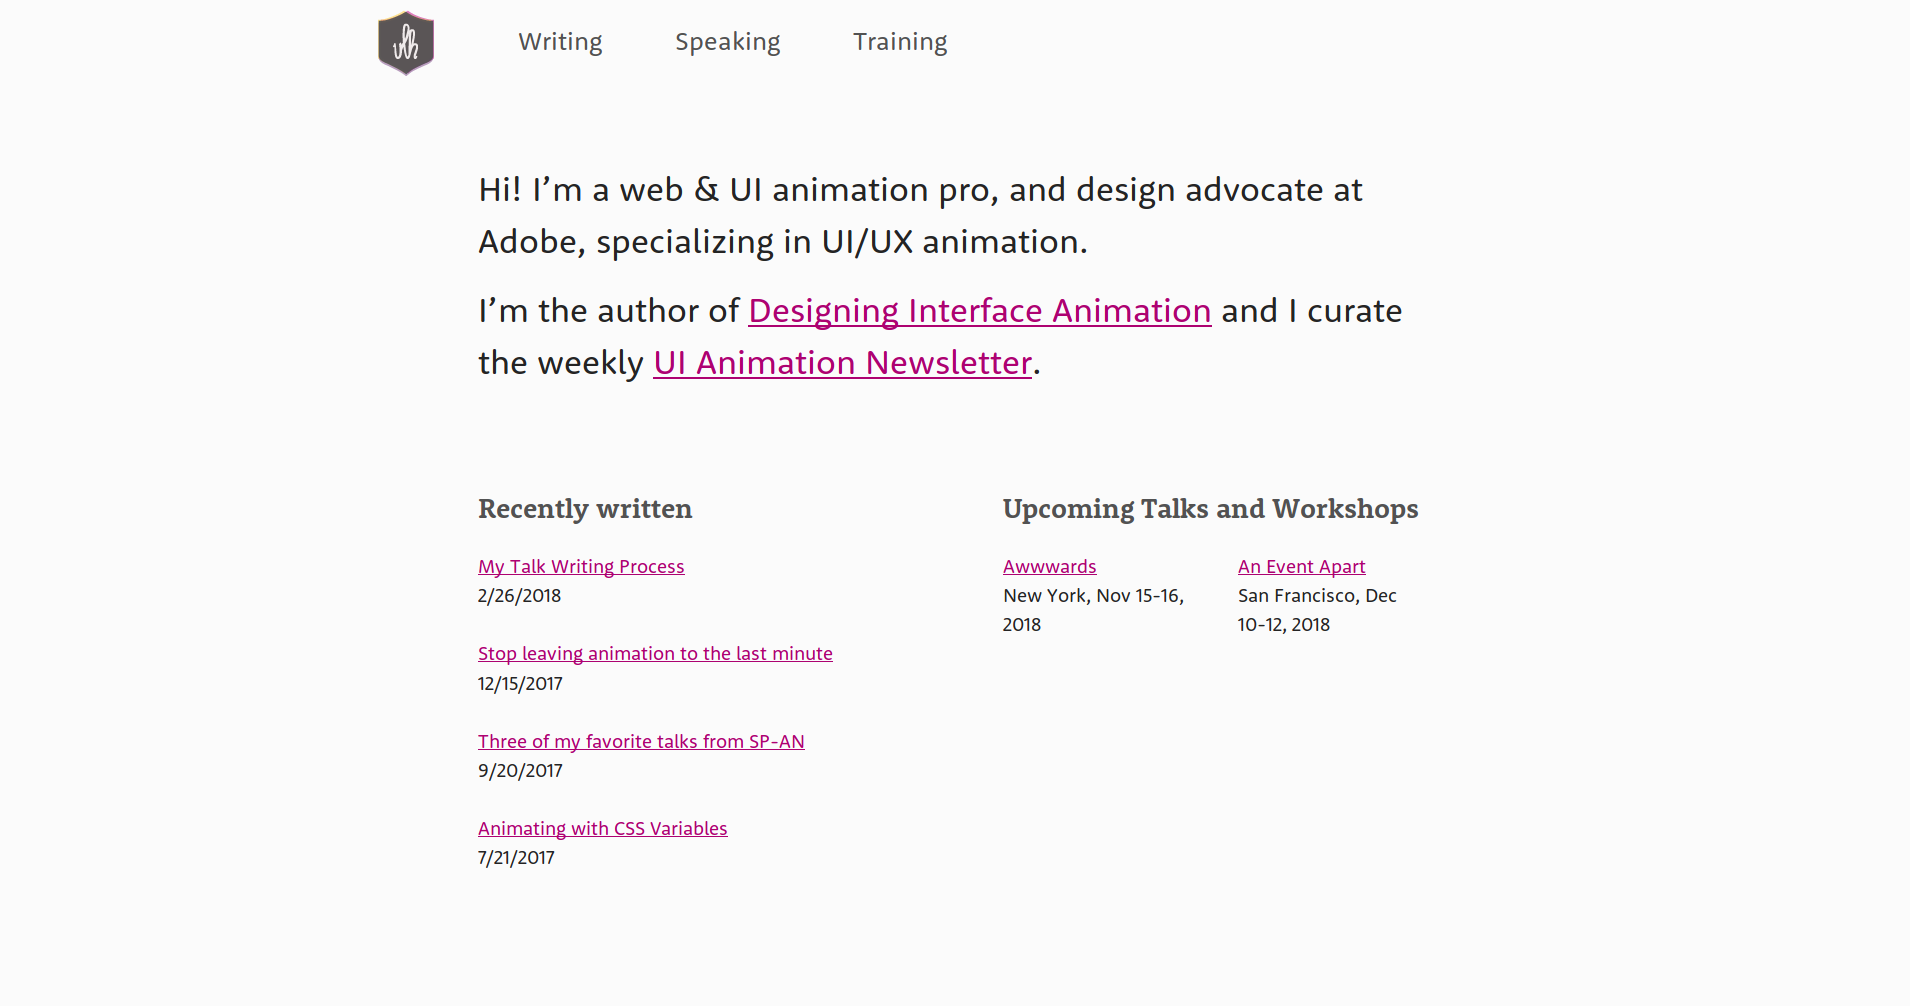 Writing Speaking Training
Hi! I’m a web & UI animation pro, and design advocate at
Adobe, specializing in UI/UX animation.
I’m the author of Designing Interface Animation and I curate
the weekly UI Animation Newsletter.
Recently written
My Talk Writing Process
2/26/2018
Stop leaving animation to the last minute
12/15/2017
Three of my favorite talks from SP-AN
9/20/2017
Animating with CSS Variables
7/21/2017
Upcoming Talks and Workshops
Awwwards
New York, Nov 15-16,
2018
An Event Apart
San Francisco, Dec
10-12, 2018